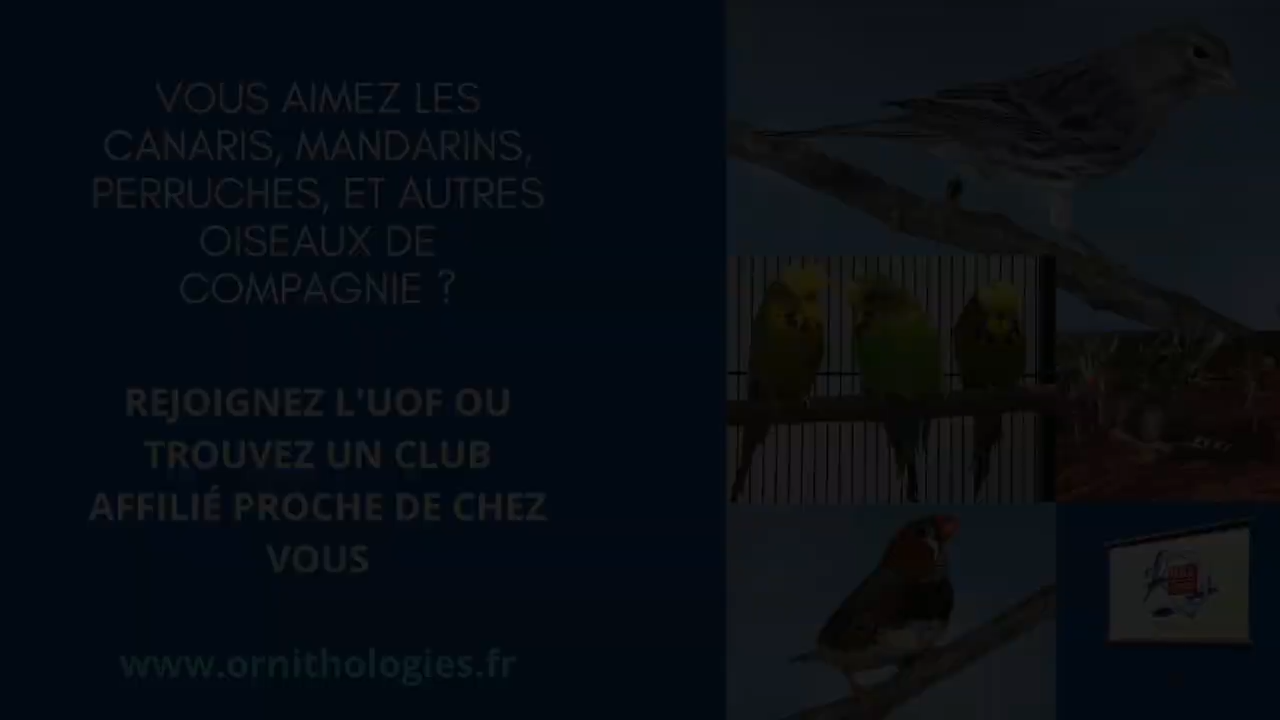 VOUS AIMEZ LES
CANARIS, MANDARINS,
PERRUCHES, ET AUTRES
OISEAUX DE
COMPAGNIE ?
REJOIGNEZ L'UOF OU
TROUVEZ UN CLUB
AFFILIÉ PROCHE DE CHEZ
VOUS
www.ornithologies.fr